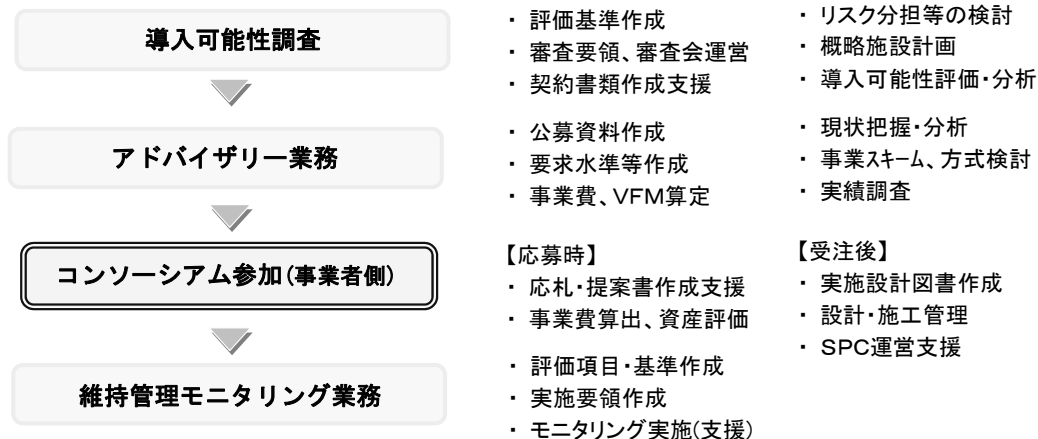 導入可能性調査
・ 評価基準作成
・ 審査要領、審査会運営
・ 契約書類作成支援
・ リスク分担等の検討
・ 概略施設計画
・ 導入可能性評価・分析
アドバイザリー業務
・ 公募資料作成
・ 要求水準等作成
・ 事業費、VFM算定
・ 現状把握・分析
・ 事業ｽｷｰﾑ、方式検討
・ 実績調査
コンソーシアム参加(事業者側)
【応募時】
・ 応札・提案書作成支援
・ 事業費算出、資産評価
【受注後】
・ 実施設計図書作成
・ 設計・施工管理
・ SPC運営支援
維持管理モニタリング業務
・ 評価項目・基準作成
・ 実施要領作成
・ モニタリング実施(支援)